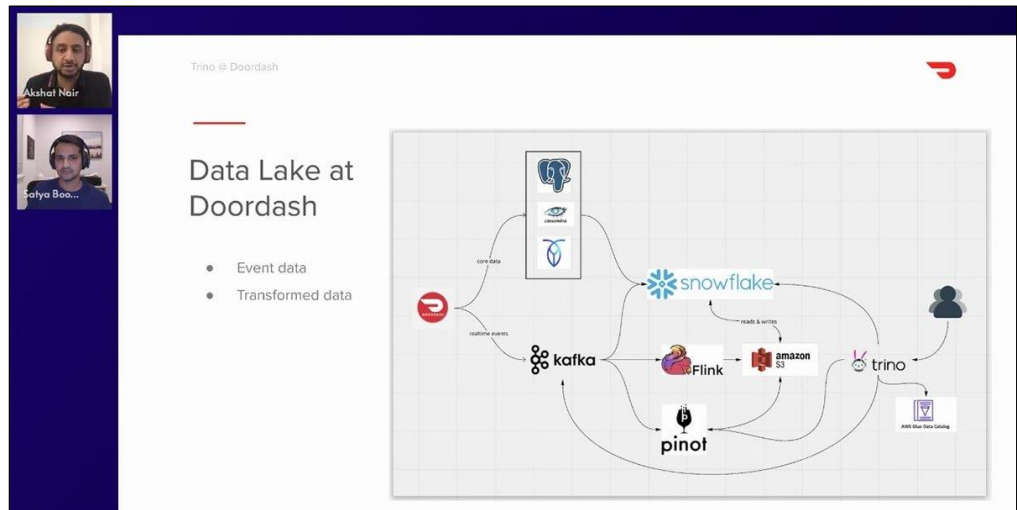 Akshat Nair
Satya Boo...
Trino @ Doordash
Data Lake at
Doordash
● Event data
● Transformed data
cassandra
core data
snowflake
DOORDASH
reads & writes
realtime events
kafka
Flink
amazon
S3
trino
pinot
AWS Glue Data Catalog